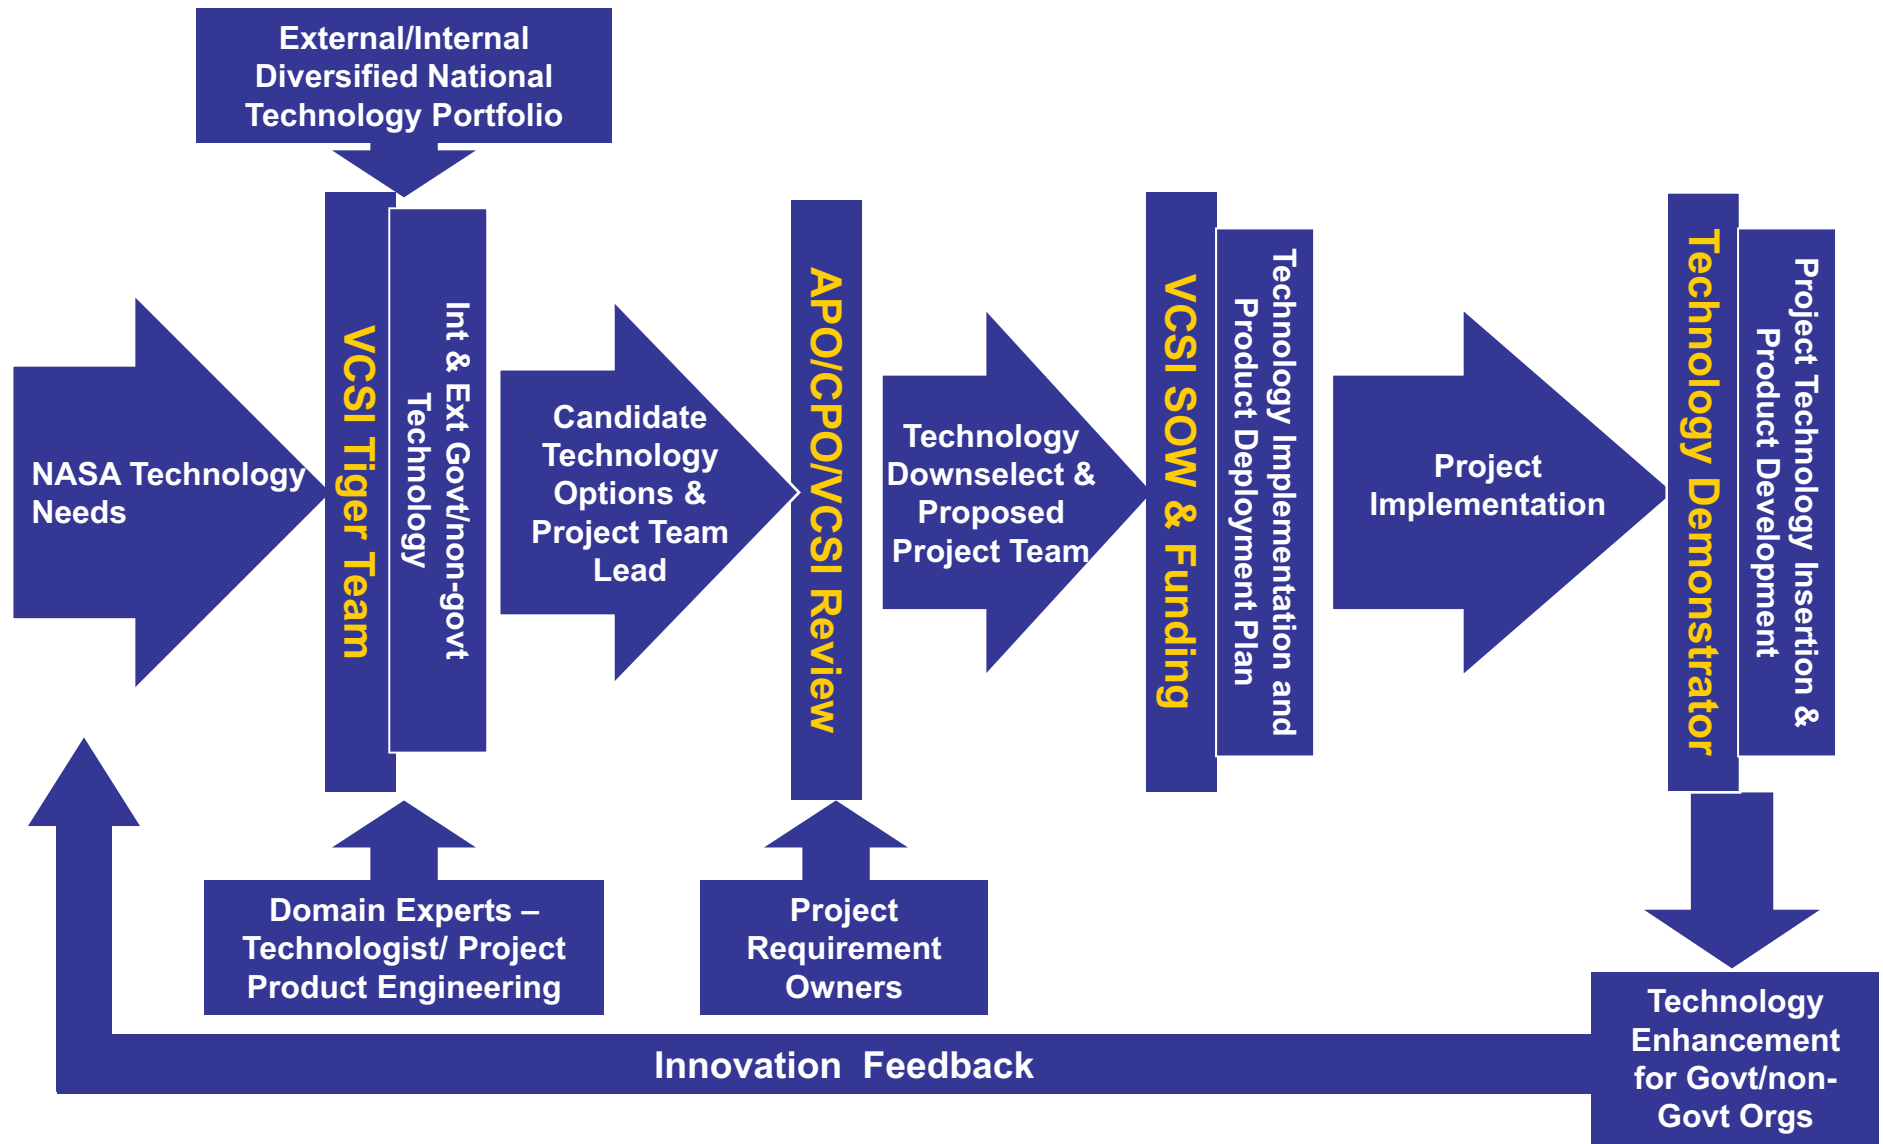 External/Internal
Diversified National
Technology Portfolio
NASA Technology
Needs
VCSI Tiger Team
Int & Ext Govt/non-govt
Technology
Candidate
Technology
Options &
Project Team
Lead
APO/CPO/VCSI Review
Technology
Downselect &
Proposed
Project Team
VCSI SOW & Funding
Technology Implementation and
Product Deployment Plan
Project
Implementation
Technology Demonstrator
Project Technology Insertion &
Product Development
Domain Experts –
Technologist/ Project
Product Engineering
Project
Requirement
Owners
Technology
Enhancement
for Govt/non-
Govt Orgs
Innovation  Feedback